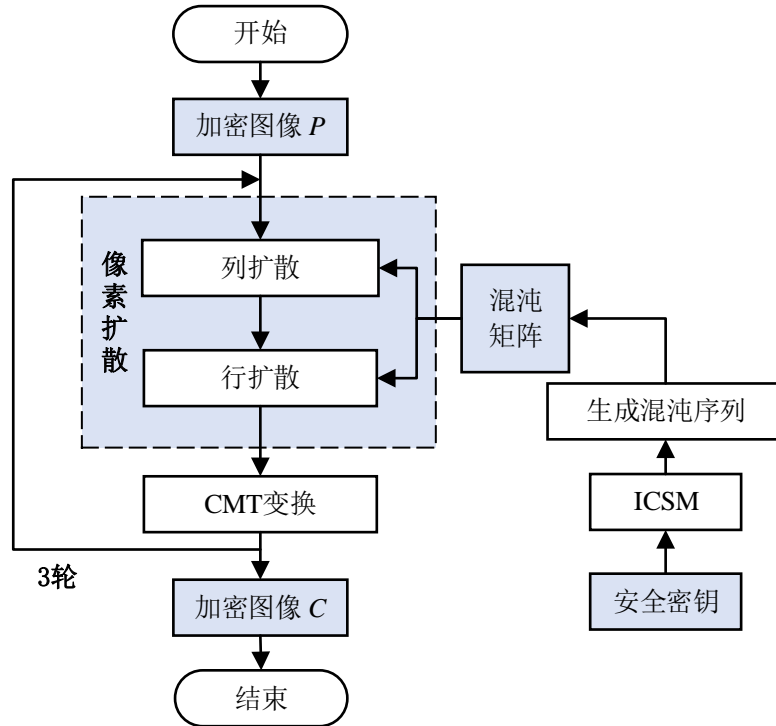 开始
加密图像 P
像素扩散
列扩散
混沌
矩阵
行扩散
生成混沌序列
CMT变换
ICSM
3轮
加密图像 C
安全密钥
结束